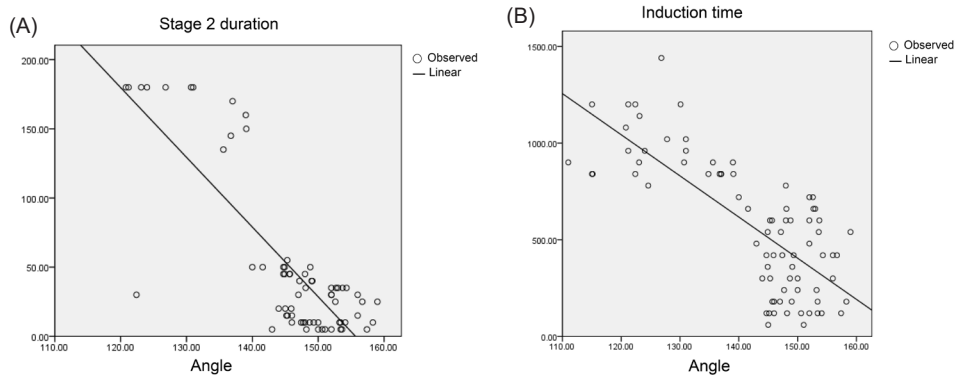 (A)
Stage 2 duration
200.00
150.00
100.00
50.00
0.00
110.00 120.00 130.00 140.00 150.00 160.00
Angle
Observed
Linear
(B)
Induction time
1500.00
1000.00
500.00
.00
110.00 120.00 130.00 140.00 150.00 160.00
Angle
Observed
Linear